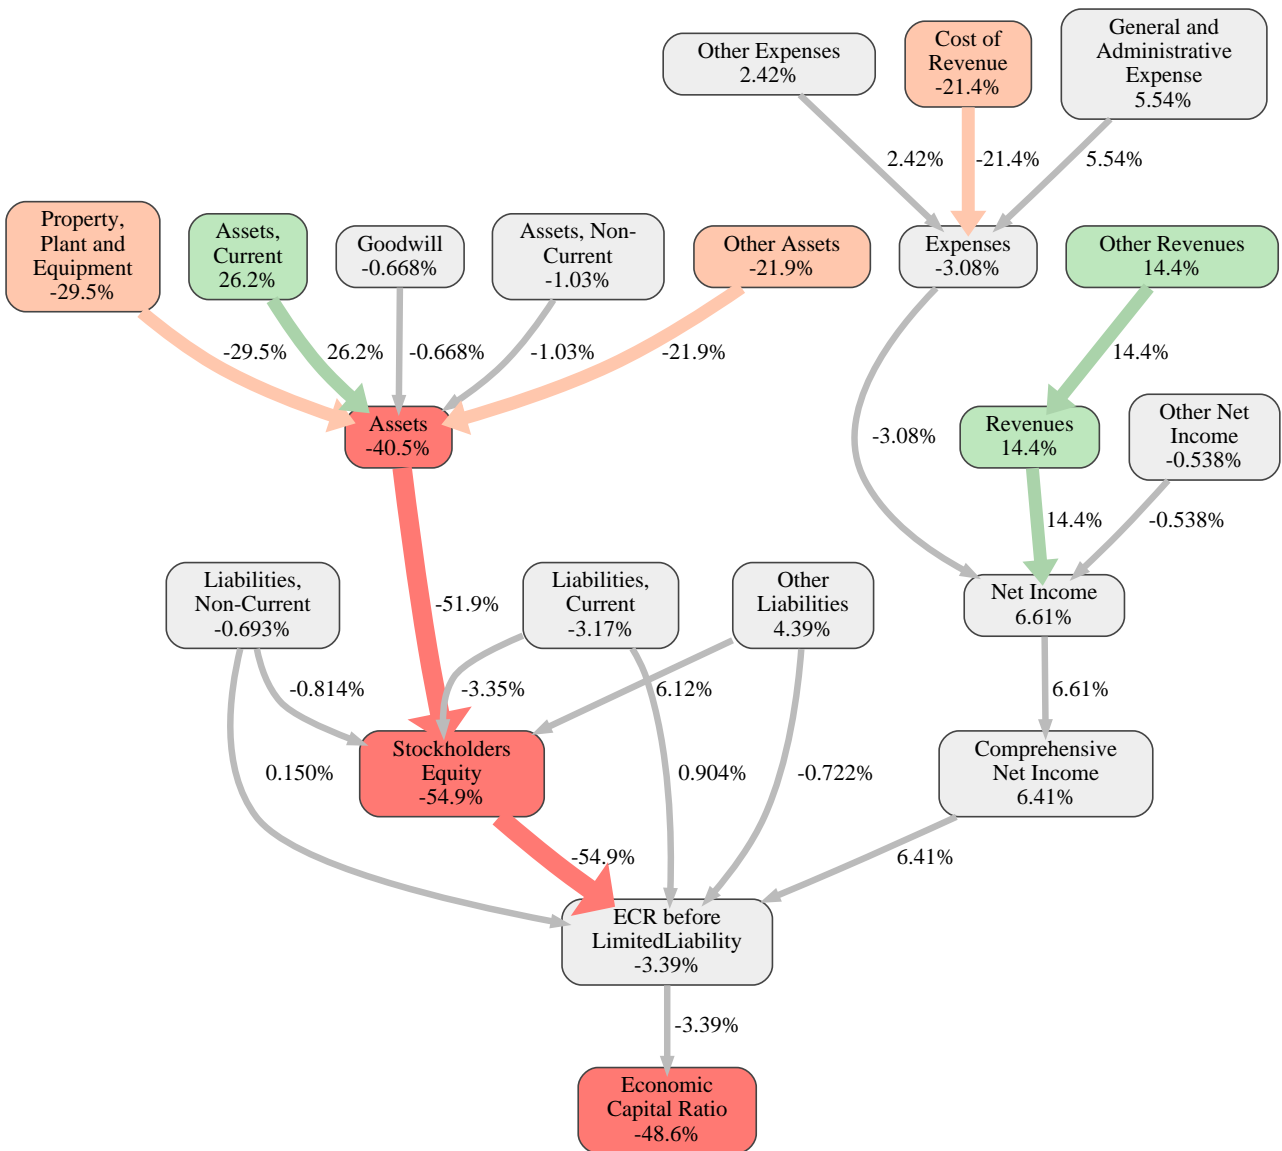 Other Expenses
2.42%
Cost of
Revenue
-21.4%
General and
Administrative
Expense
5.54%
2.42%
-21.4%
5.54%
Property,
Plant and
Equipment
-29.5%
Assets,
Current
26.2%
Goodwill
-0.668%
Assets, Non-
Current
-1.03%
Other Assets
-21.9%
Expenses
-3.08%
Other Revenues
14.4%
-29.5%
26.2%
-0.668%
-1.03%
-21.9%
14.4%
Assets
-40.5%
-3.08%
Revenues
14.4%
Other Net
Income
-0.538%
14.4%
-0.538%
Liabilities,
Non-Current
-0.693%
-51.9%
Liabilities,
Current
-3.17%
Other
Liabilities
4.39%
Net Income
6.61%
-0.814%
-3.35%
6.12%
6.61%
Stockholders
Equity
-54.9%
0.150%
0.904%
-0.722%
Comprehensive
Net Income
6.41%
-54.9%
6.41%
ECR before
LimitedLiability
-3.39%
-3.39%
Economic
Capital Ratio
-48.6%